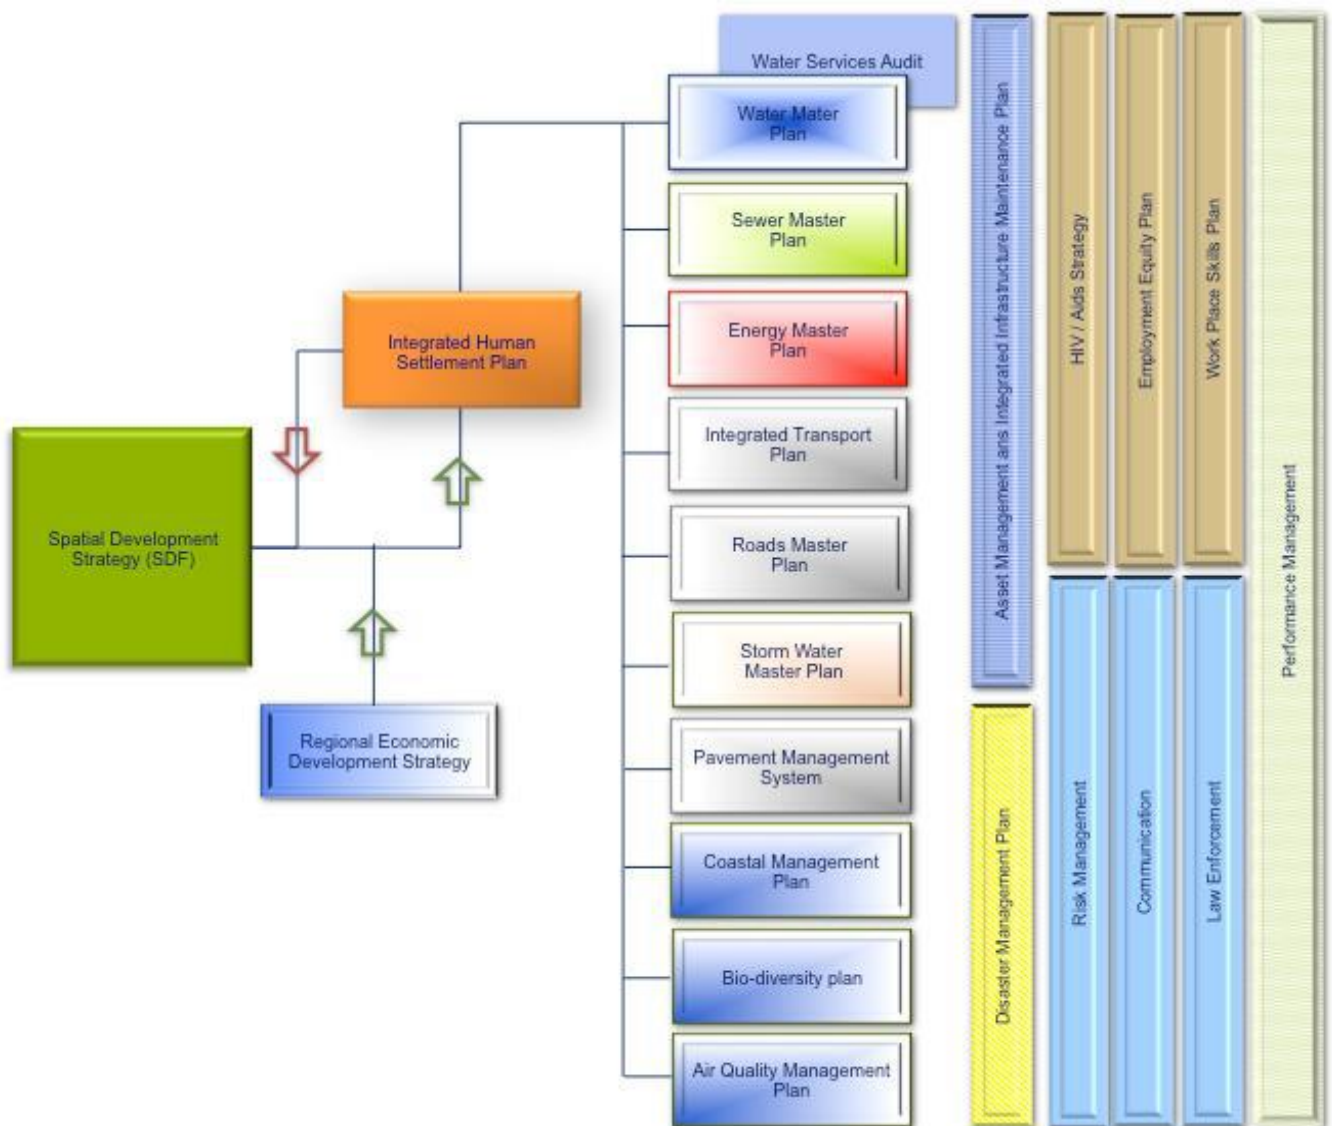 Water Services Audit
Water Mater
Plan
Sewer Master
Plan
Energy Master
Plan
Integrated Transport
Plan
Roads Master
Plan
Storm Water
Master Plan
Pavement Management
System
Coastal Management
Plan
Bio-diversity plan
Air Quality Management
Plan
Integrated Human
Settlement Plan
Spatial Development
Strategy (SDF)
Regional Economic
Development Strategy
Asset Management ans Integrated Infrastructure Maintenance Plan
Disaster Management Plan
HIV / Aids Strategy
Employment Equity Plan
Work Place Skills Plan
Risk Management
Communication
Law Enforcement
Performance Management